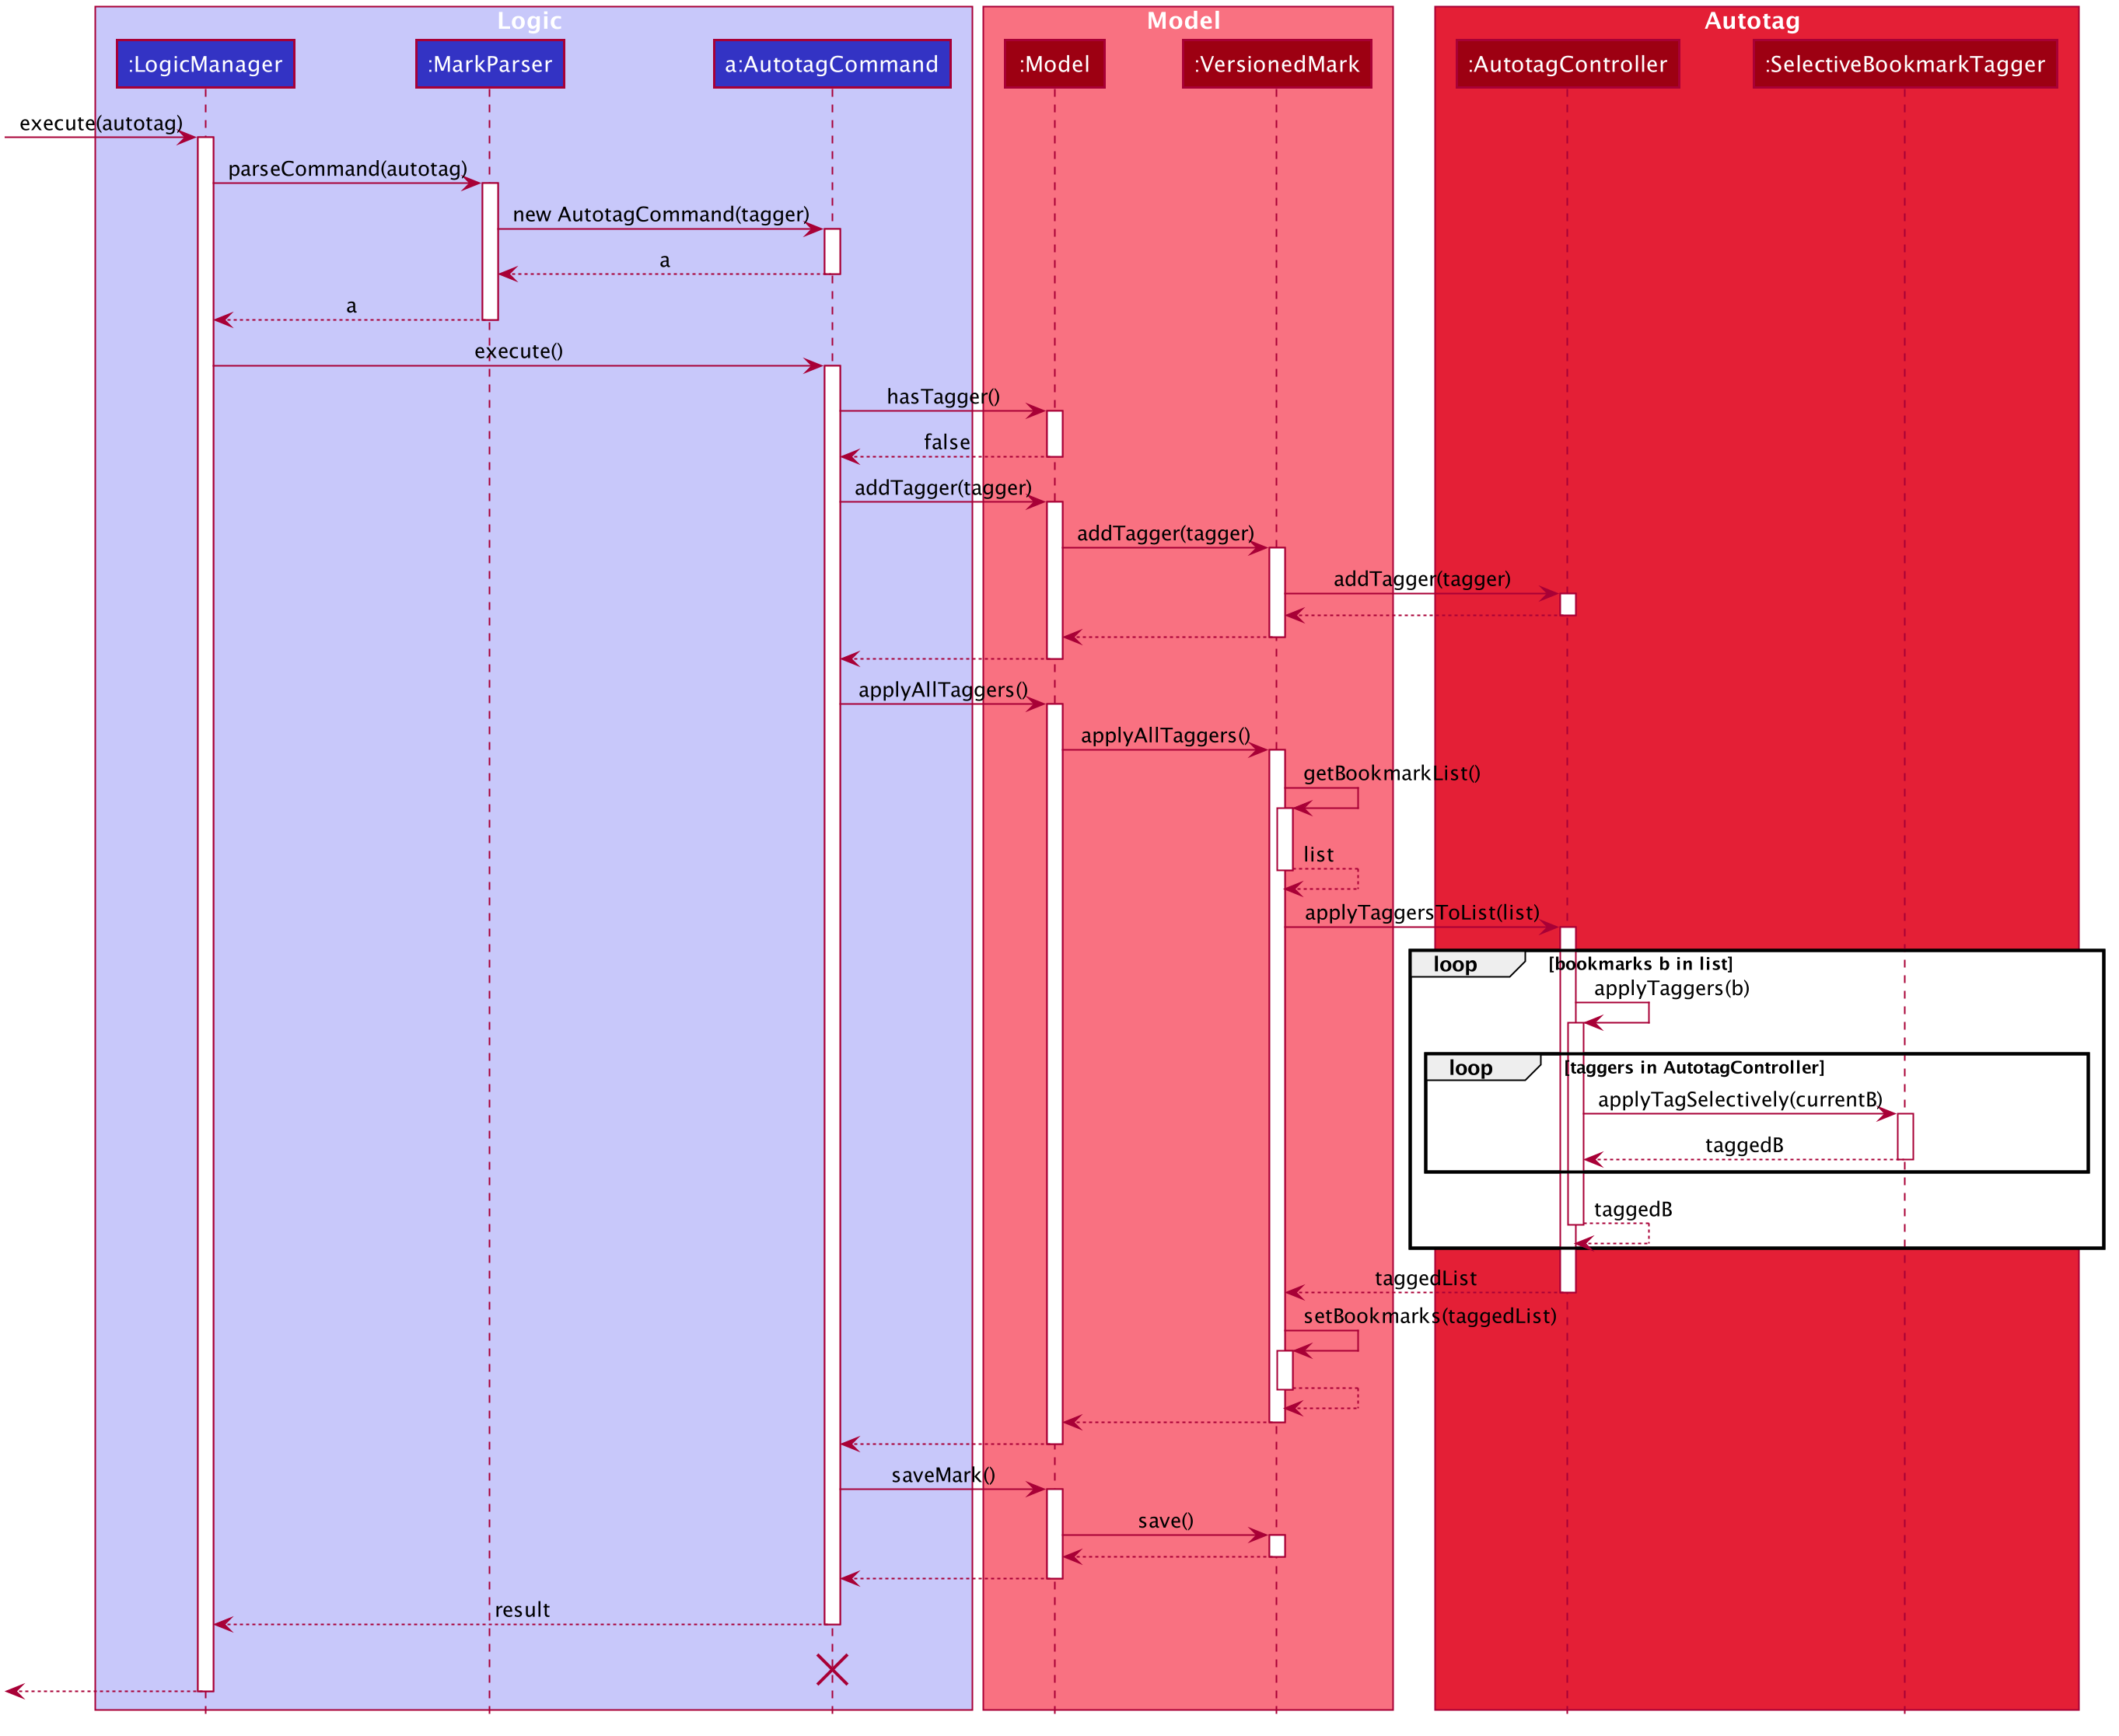 Logic
Model
Autotag
:LogicManager
:MarkParser
a:AutotagCommand
:Model
:VersionedMark
:AutotagController
:SelectiveBookmarkTagger
execute(autotag)
parseCommand(autotag)
new AutotagCommand(tagger)
a
a
execute()
hasTagger()
false
addTagger(tagger)
addTagger(tagger)
addTagger(tagger)
applyAllTaggers()
applyAllTaggers()
getBookmarkList()
list
applyTaggersToList(list)
loop [bookmarks b in list]
applyTaggers(b)
loop [taggers in AutotagController]
applyTagSelectively(currentB)
taggedB
taggedB
taggedList
setBookmarks(taggedList)
saveMark()
save()
result